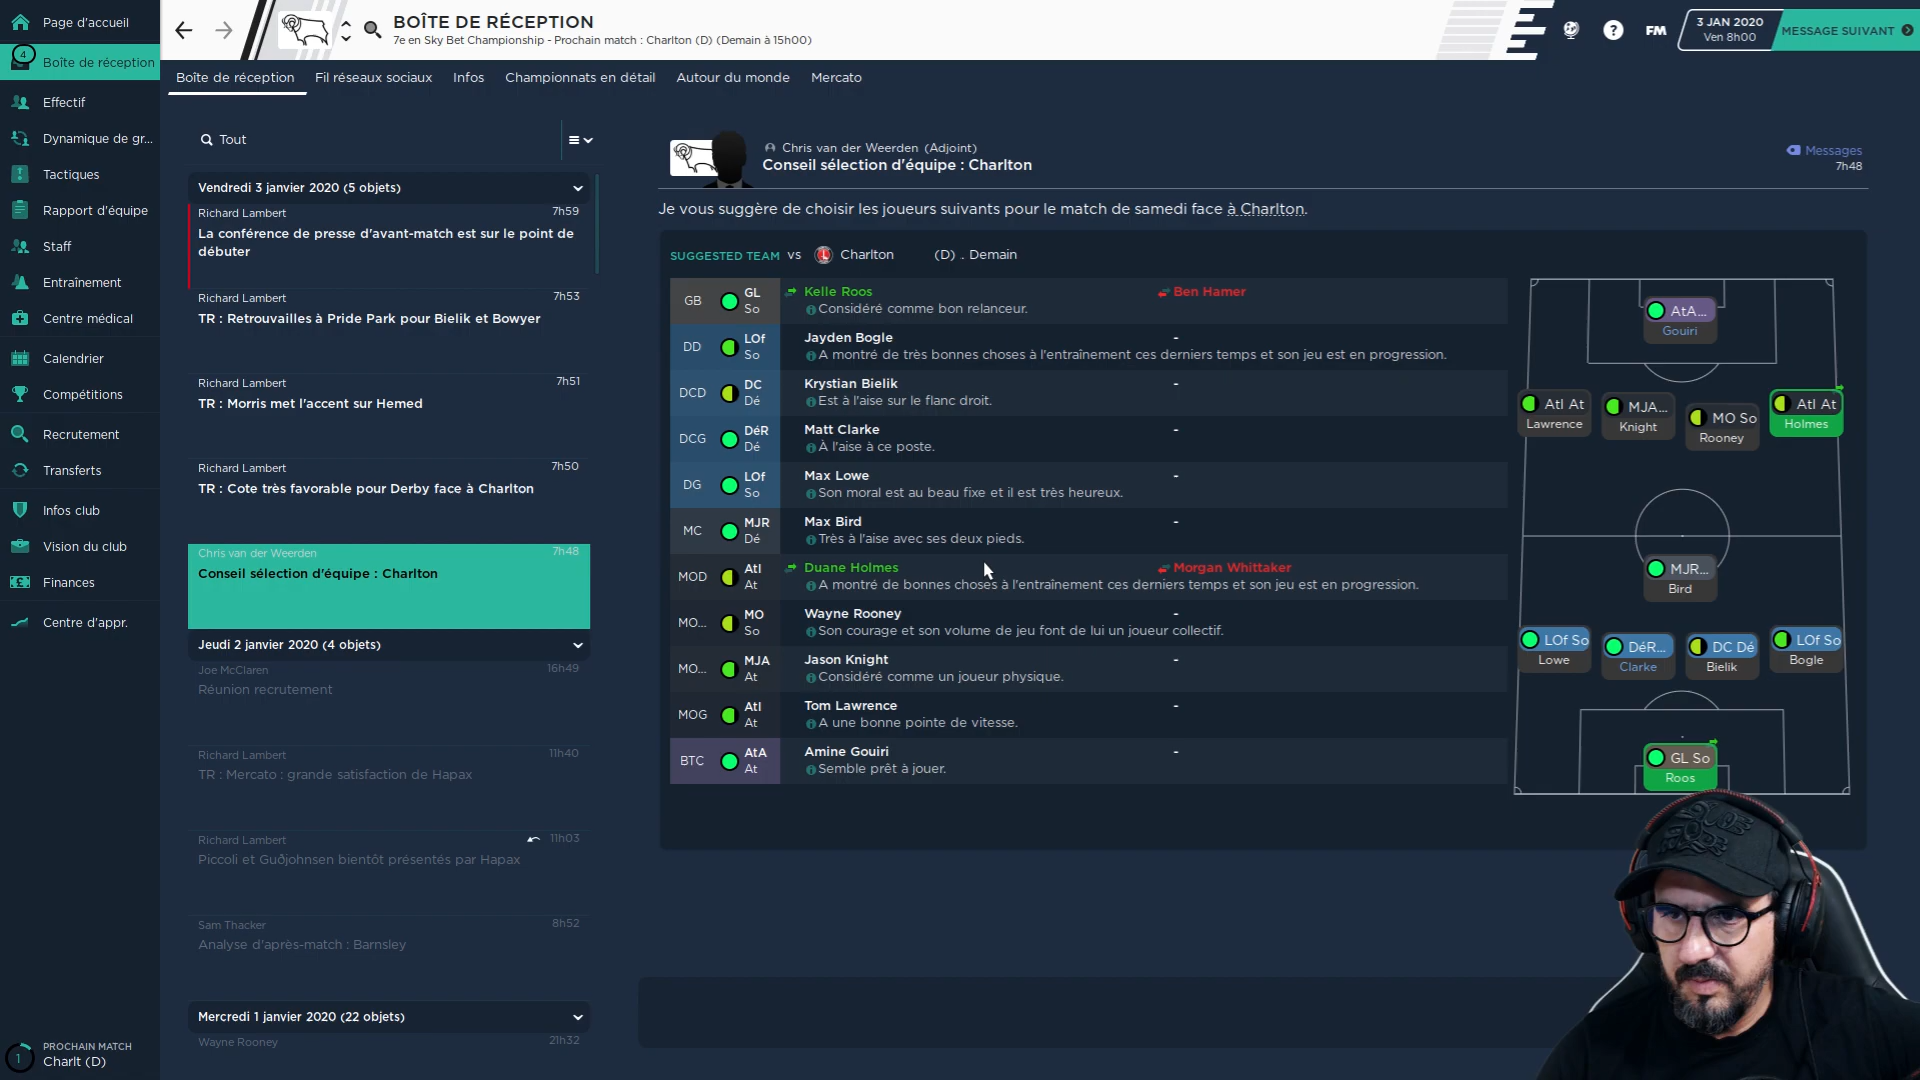 Page d'accueil
4
Boîte de réception
Effectif
Dynamique de gr...
Tactiques
Rapport d'équipe
Staff
Entraînement
Centre médical
Calendrier
Compétitions
Recrutement
Transferts
Infos club
Vision du club
Finances
Centre d'appr.
1
PROCHAIN MATCH
Charlt (D)
BOÎTE DE RÉCEPTION
7e en Sky Bet Championship - Prochain match : Charlton (D) (Demain à 15h00)
?
FM
3 JAN 2020
Ven 8h00
MESSAGE SUIVANT
Boîte de réception
Fil réseaux sociaux
Infos
Championnats en détail
Autour du monde
Mercato
Tout
Vendredi 3 janvier 2020 (5 objets)
Richard Lambert 7h59
La conférence de presse d'avant-match est sur le point de
débuter
Richard Lambert 7h53
TR : Retrouvailles à Pride Park pour Bielik et Bowyer
Richard Lambert 7h51
TR : Morris met l'accent sur Hemed
Richard Lambert 7h50
TR : Cote très favorable pour Derby face à Charlton
Chris van der Weerden 7h48
Conseil sélection d'équipe : Charlton
Jeudi 2 janvier 2020 (4 objets)
Joe McClaren 16h49
Réunion recrutement
Richard Lambert 11h40
TR : Mercato : grande satisfaction de Hapax
Richard Lambert 11h03
Piccoli et Guðjohnsen bientôt présentés par Hapax
Sam Thacker 8h52
Analyse d'après-match : Barnsley
Mercredi 1 janvier 2020 (22 objets)
Wayne Rooney 21h32
Chris van der Weerden (Adjoint)
Conseil sélection d'équipe : Charlton
Messages
7h48
Je vous suggère de choisir les joueurs suivants pour le match de samedi face à Charlton.
SUGGESTED TEAM vs Charlton (D) . Demain
GB GL So Kelle Roos Ben Hamer
Considéré comme bon relanceur.
DD LOf So Jayden Bogle -
A montré de très bonnes choses à l'entraînement ces derniers temps et son jeu est en progression.
DCD DC Dé Krystian Bielik -
Est à l'aise sur le flanc droit.
DCG DéR Dé Matt Clarke -
À l'aise à ce poste.
DG LOf So Max Lowe -
Son moral est au beau fixe et il est très heureux.
MC MJR Dé Max Bird -
Très à l'aise avec ses deux pieds.
MOD Atl At Duane Holmes Morgan Whittaker
A montré de bonnes choses à l'entraînement ces derniers temps et son jeu est en progression.
MO... MO So Wayne Rooney -
Son courage et son volume de jeu font de lui un joueur collectif.
MO... MJA At Jason Knight -
Considéré comme un joueur physique.
MOG Atl At Tom Lawrence -
A une bonne pointe de vitesse.
BTC AtA At Amine Gouiri -
Semble prêt à jouer.
AtA...
Gouiri
Atl At
Lawrence
MJA...
Knight
MO So
Rooney
Atl At
Holmes
MJR...
Bird
LOf So
Lowe
DéR...
Clarke
DC Dé
Bielik
LOf So
Bogle
GL So
Roos